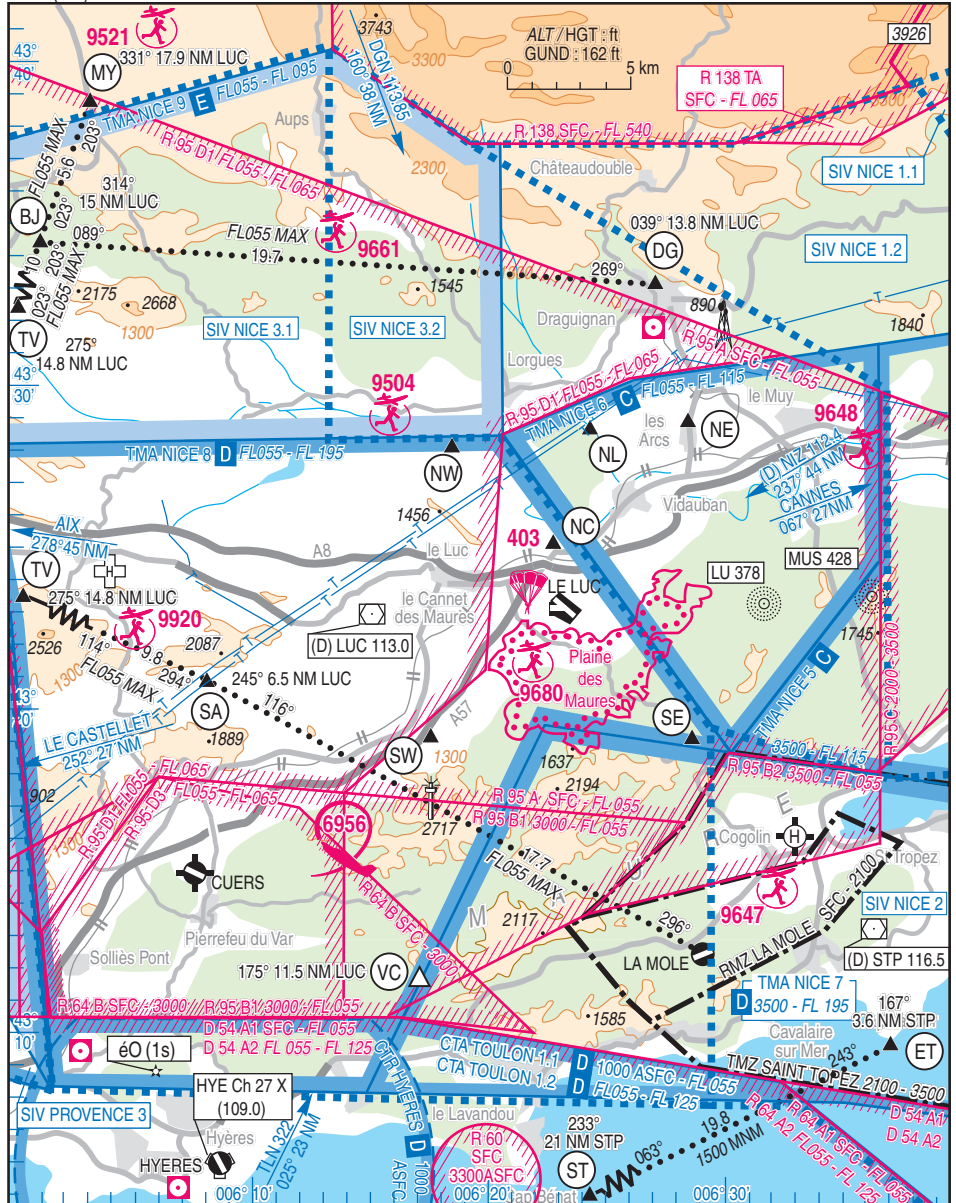 9521
331° 17.9 NM LUC
MY
43°
40'
3743
3300
ALT / HGT : ft
GUND : 162 ft
0 5 km
3926
R 138 TA
SFC - FL 065
3300
TMA NICE 9 E FL055 - FL 095
DGN 113.85
160° 38 NM
Aups
R 138 SFC - FL 540
SIV NICE 1.1
R 95 D1 FL055 - FL065
2300
Châteaudouble
FL055 MAX
5.6
203°
023°
314°
15 NM LUC
BJ
089°
FL055 MAX
19.7
9661
039° 13.8 NM LUC
DG
SIV NICE 1.2
269°
10
203°
023°
FL055 MAX
2175
2668
1300
1545
890
1840
SIV NICE 3.1
SIV NICE 3.2
Draguignan
TV
275°
14.8 NM LUC
43°
30'
Lorgues
R 95 A SFC - FL 055
9504
R 95 D1 FL055 - FL065
TMA NICE 6 C FL055 - FL 115
le Muy
les
Arcs
NE
9648
TMA NICE 8 D FL055 - FL 195
NW
NL
(D) NIZ 112.4
237° 44 NM
CANNES
067° 27NM
Vidauban
1456
NC
403
AIX
278°45 NM
A8
le Luc
MUS 428
LU 378
TV
275° 14.8 NM LUC
LE LUC
le Cannet
des Maures
9920
(D) LUC 113.0
2526
2087
1745
114°
9.8
294°
FL055 MAX
1300
245° 6.5 NM LUC
Plaine
des
Maures
9680
R 95 C 2000 - 3500
43°
20'
SA
116°
A57
SE
TMA NICE 5 C
LE CASTELLET
252° 27 NM
1889
SW
1300
1637
2194
3500 - FL 115
R 95 B2 3500 - FL 055
902
R 95 D1 FL055 - FL 065
R 95 D3 FL055 - FL 065
1300
R 95 A SFC - FL 055
R 95 B1 3000 - FL 055
6956
2717
Cogolin
H
St Tropez
CUERS
17.7
FL055 MAX
M A U R E
R 64 B SFC - 3000
2117
9647
SIV NICE 2
296°
Pierrefeu du Var
Solliès Pont
175° 11.5 NM LUC
VC
LA MOLE
RMZ LA MOLE SFC - 2100
(D) STP 116.5
TMA NICE 7
D 3500 - FL 195
1585
167°
3.6 NM STP
R 64 B SFC - 3000
R 95 B1 3000 - FL 055
43°
10'
D 54 A1 SFC - FL 055
D 54 A2 FL 055 - FL 125
Cavalaire
sur Mer
ET
243°
éO (1s)
CTA TOULON 1.1 D 1000 ASFC - FL 055
CTA TOULON 1.2 D FL055 - FL 125
TMZ SAINT TOPEZ 2100 - 3500
HYE Ch 27 X
(109.0)
CTR HYERES D 1000
ASFC
SIV PROVENCE 3
le Lavandou
D 54 A1
D 54 A2
R 64 A1 SFC - FL 055
R 64 A2 FL055 - FL 125
TLN322
025° 23 NM
Hyères
HYERES
R 60
SFC
3300ASFC
233°
21 NM STP
ST
063°
19.8
1500 MNM
Cap Bénat
006° 10'
006° 20'
006° 30'